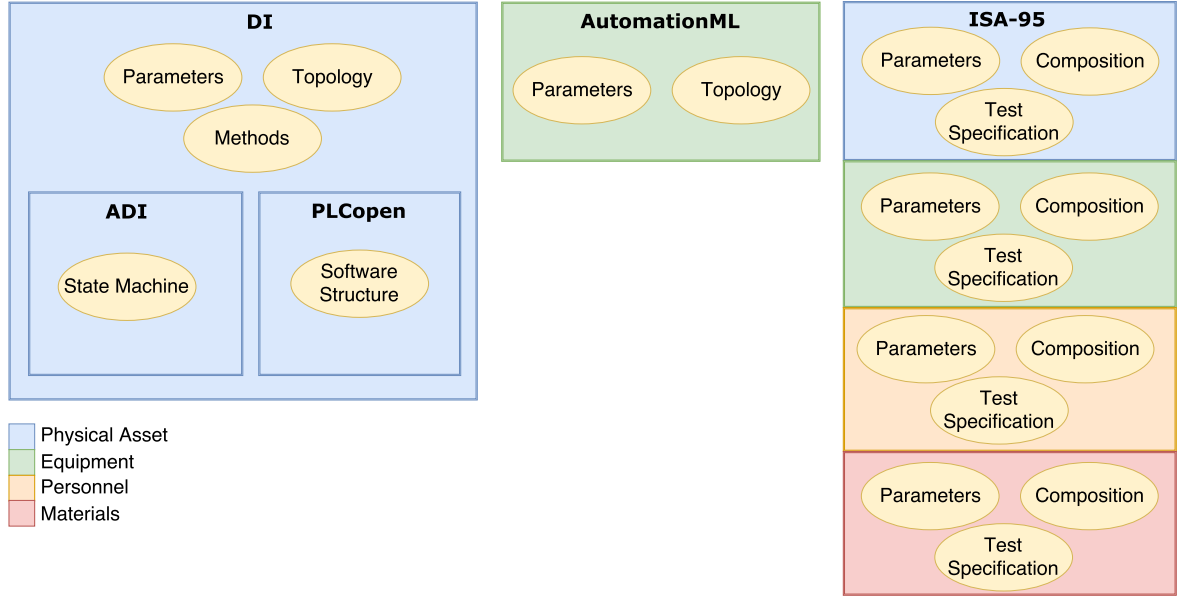 DI
Parameters
Topology
Methods
ADI
State Machine
PLCopen
Software
Structure
AutomationML
Parameters
Topology
ISA-95
Parameters
Composition
Test
Specification
Parameters
Composition
Test
Specification
Parameters
Composition
Test
Specification
Parameters
Composition
Test
Specification
Physical Asset
Equipment
Personnel
Materials